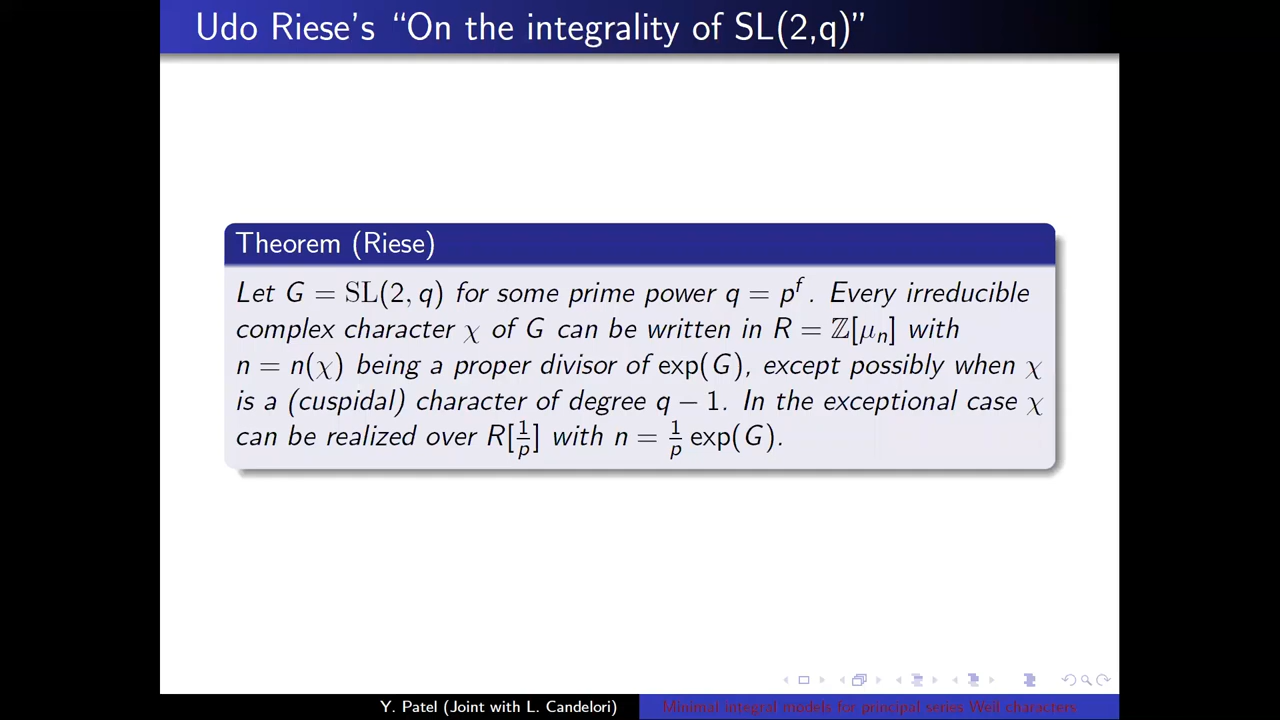 Udo Riese's “On the integrality of SL(2,q)”
Theorem (Riese)
Let G = SL(2, q) for some prime power q = p^f. Every irreducible
complex character χ of G can be written in R = ℤ[μ_n] with
n = n(χ) being a proper divisor of exp(G), except possibly when χ
is a (cuspidal) character of degree q − 1. In the exceptional case χ
can be realized over R[1/p] with n = 1/p exp(G).
Y. Patel (Joint with L. Candelori)
Minimal integral models for principal series Weil characters